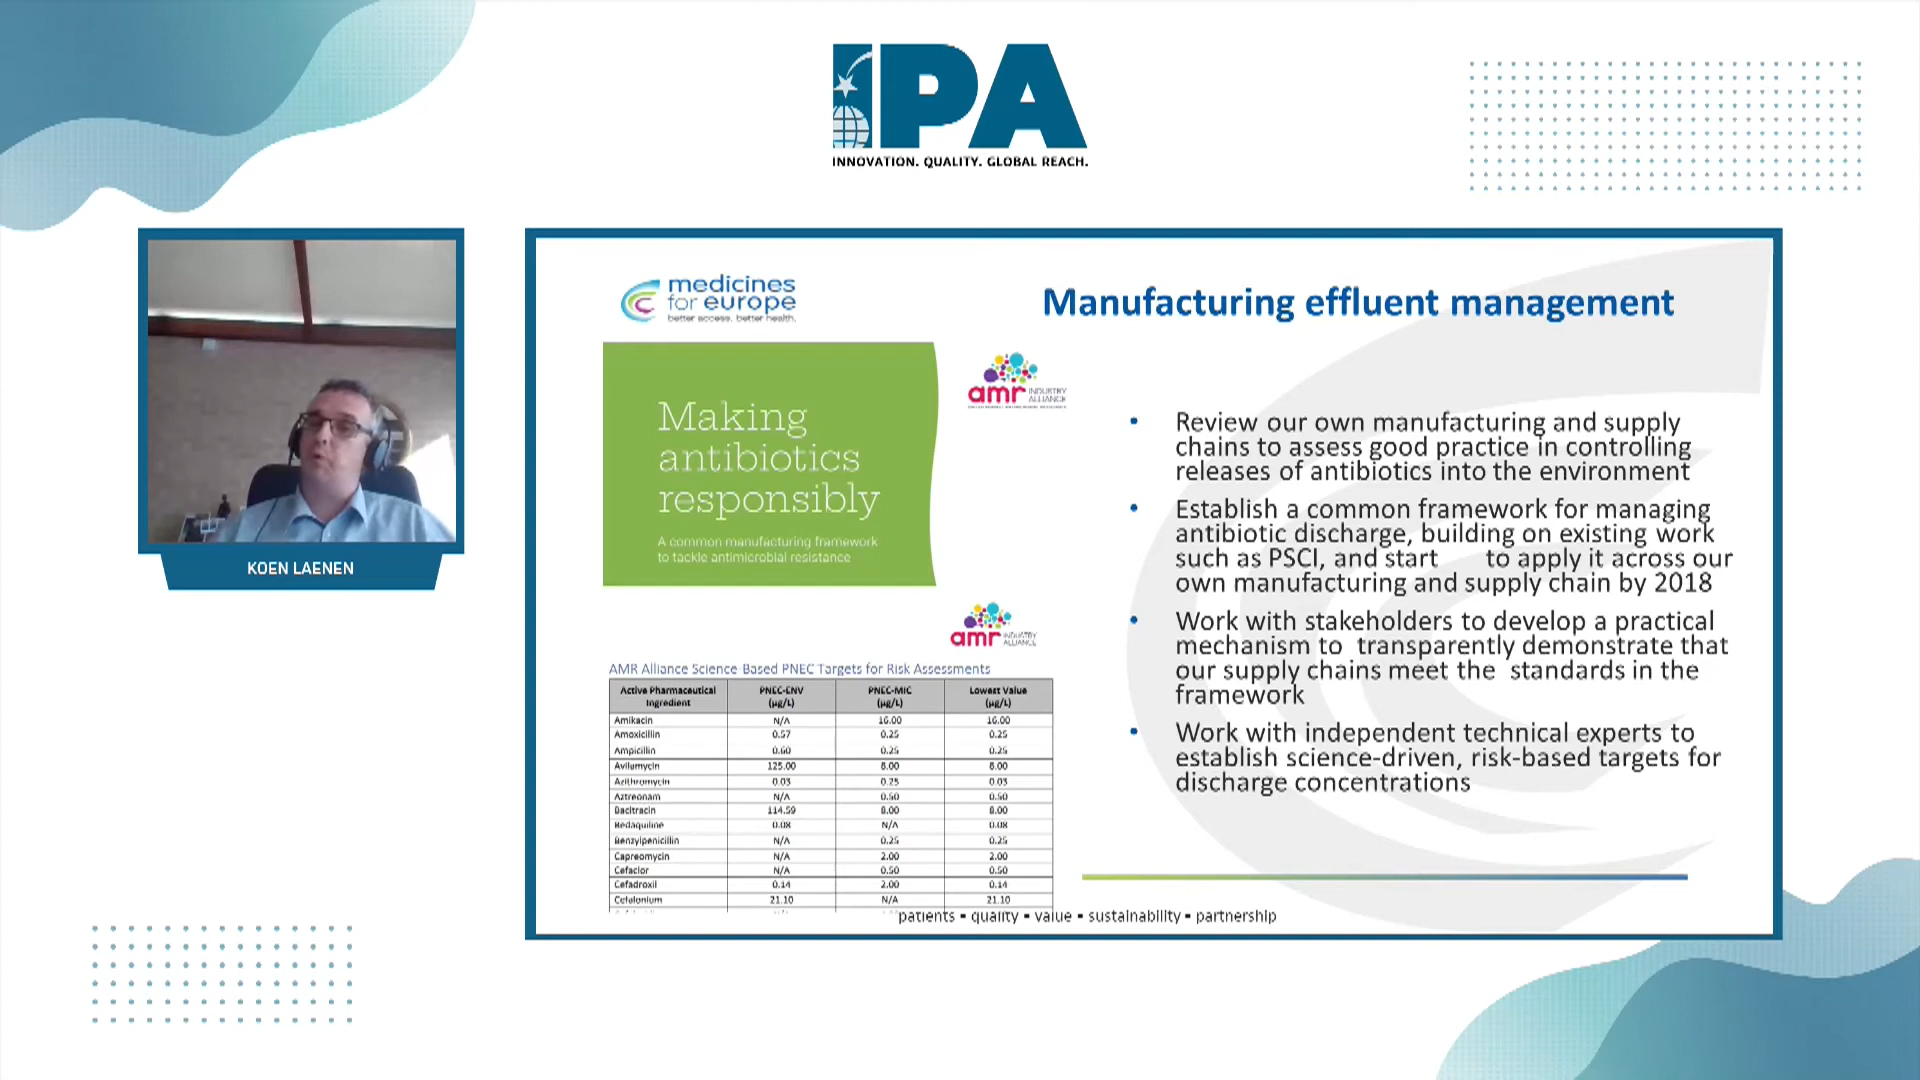 IPA
INNOVATION. QUALITY. GLOBAL REACH.
KOEN LAENEN
medicines
for europe
better access. better health.
Manufacturing effluent management
Making
antibiotics
responsibly
A common manufacturing framework
to tackle antimicrobial resistance
amr INDUSTRY
ALLIANCE
• Review our own manufacturing and supply
chains to assess good practice in controlling
releases of antibiotics into the environment
• Establish a common framework for managing
antibiotic discharge, building on existing work
such as PSCI, and start to apply it across our
own manufacturing and supply chain by 2018
• Work with stakeholders to develop a practical
mechanism to transparently demonstrate that
our supply chains meet the standards in the
framework
• Work with independent technical experts to
establish science-driven, risk-based targets for
discharge concentrations
amr INDUSTRY
ALLIANCE
AMR Alliance Science-Based PNEC Targets for Risk Assessments
Active Pharmaceutical Ingredient PNEC-ENV (µg/L) PNEC-MIC (µg/L) Lowest Value (µg/L)
Amikacin N/A 16.00 16.00
Amoxicillin 0.57 0.25 0.25
Ampicillin 0.60 0.25 0.25
Avilamycin 125.00 8.00 8.00
Azithromycin 0.03 0.25 0.03
Aztreonam N/A 0.50 0.50
Bacitracin 114.59 8.00 8.00
Bedaquiline 0.08 N/A 0.08
Benzylpenicillin N/A 0.25 0.25
Capreomycin N/A 2.00 2.00
Cefaclor N/A 0.50 0.50
Cefadroxil 0.14 2.00 0.14
Cefalonium 21.10 N/A 21.10
patients ▪ quality ▪ value ▪ sustainability ▪ partnership